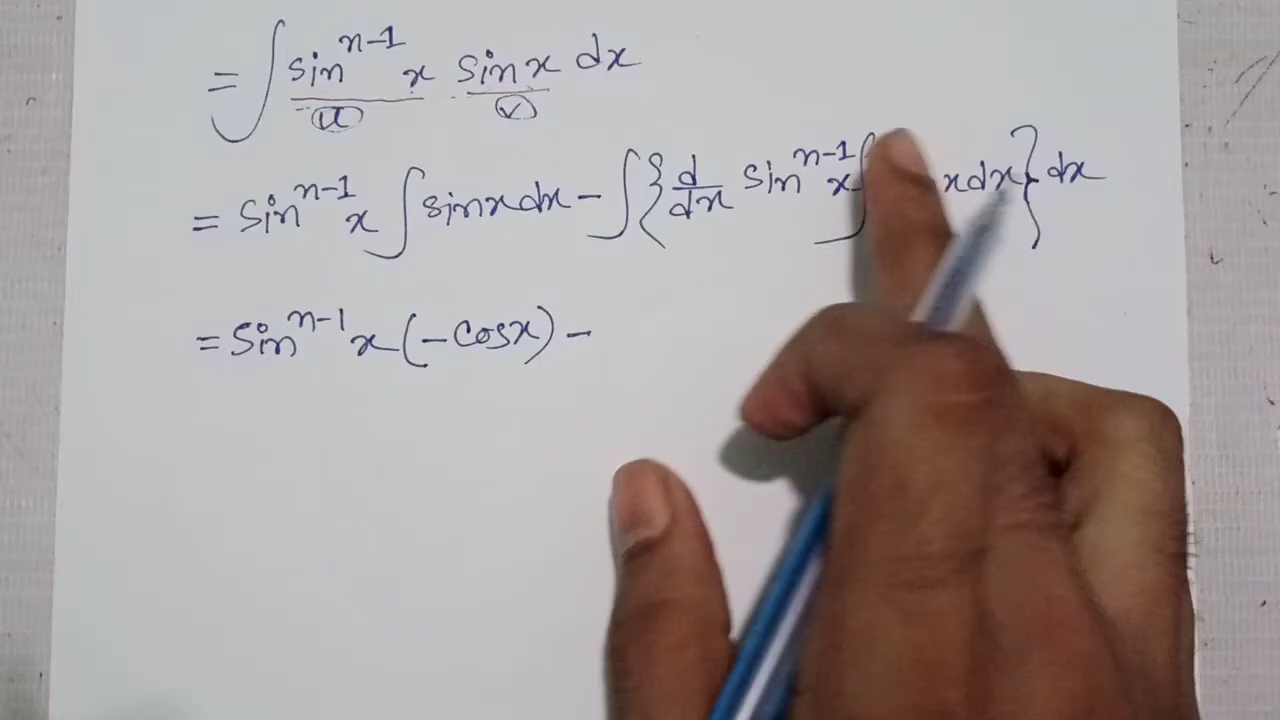 = ∫ sin^{n-1} x sin x dx
(u) (v)
= sin^{n-1} x ∫ sin x dx - ∫ { d/dx sin^{n-1} x ∫ x dx } dx
= sin^{n-1} x (-cos x) -